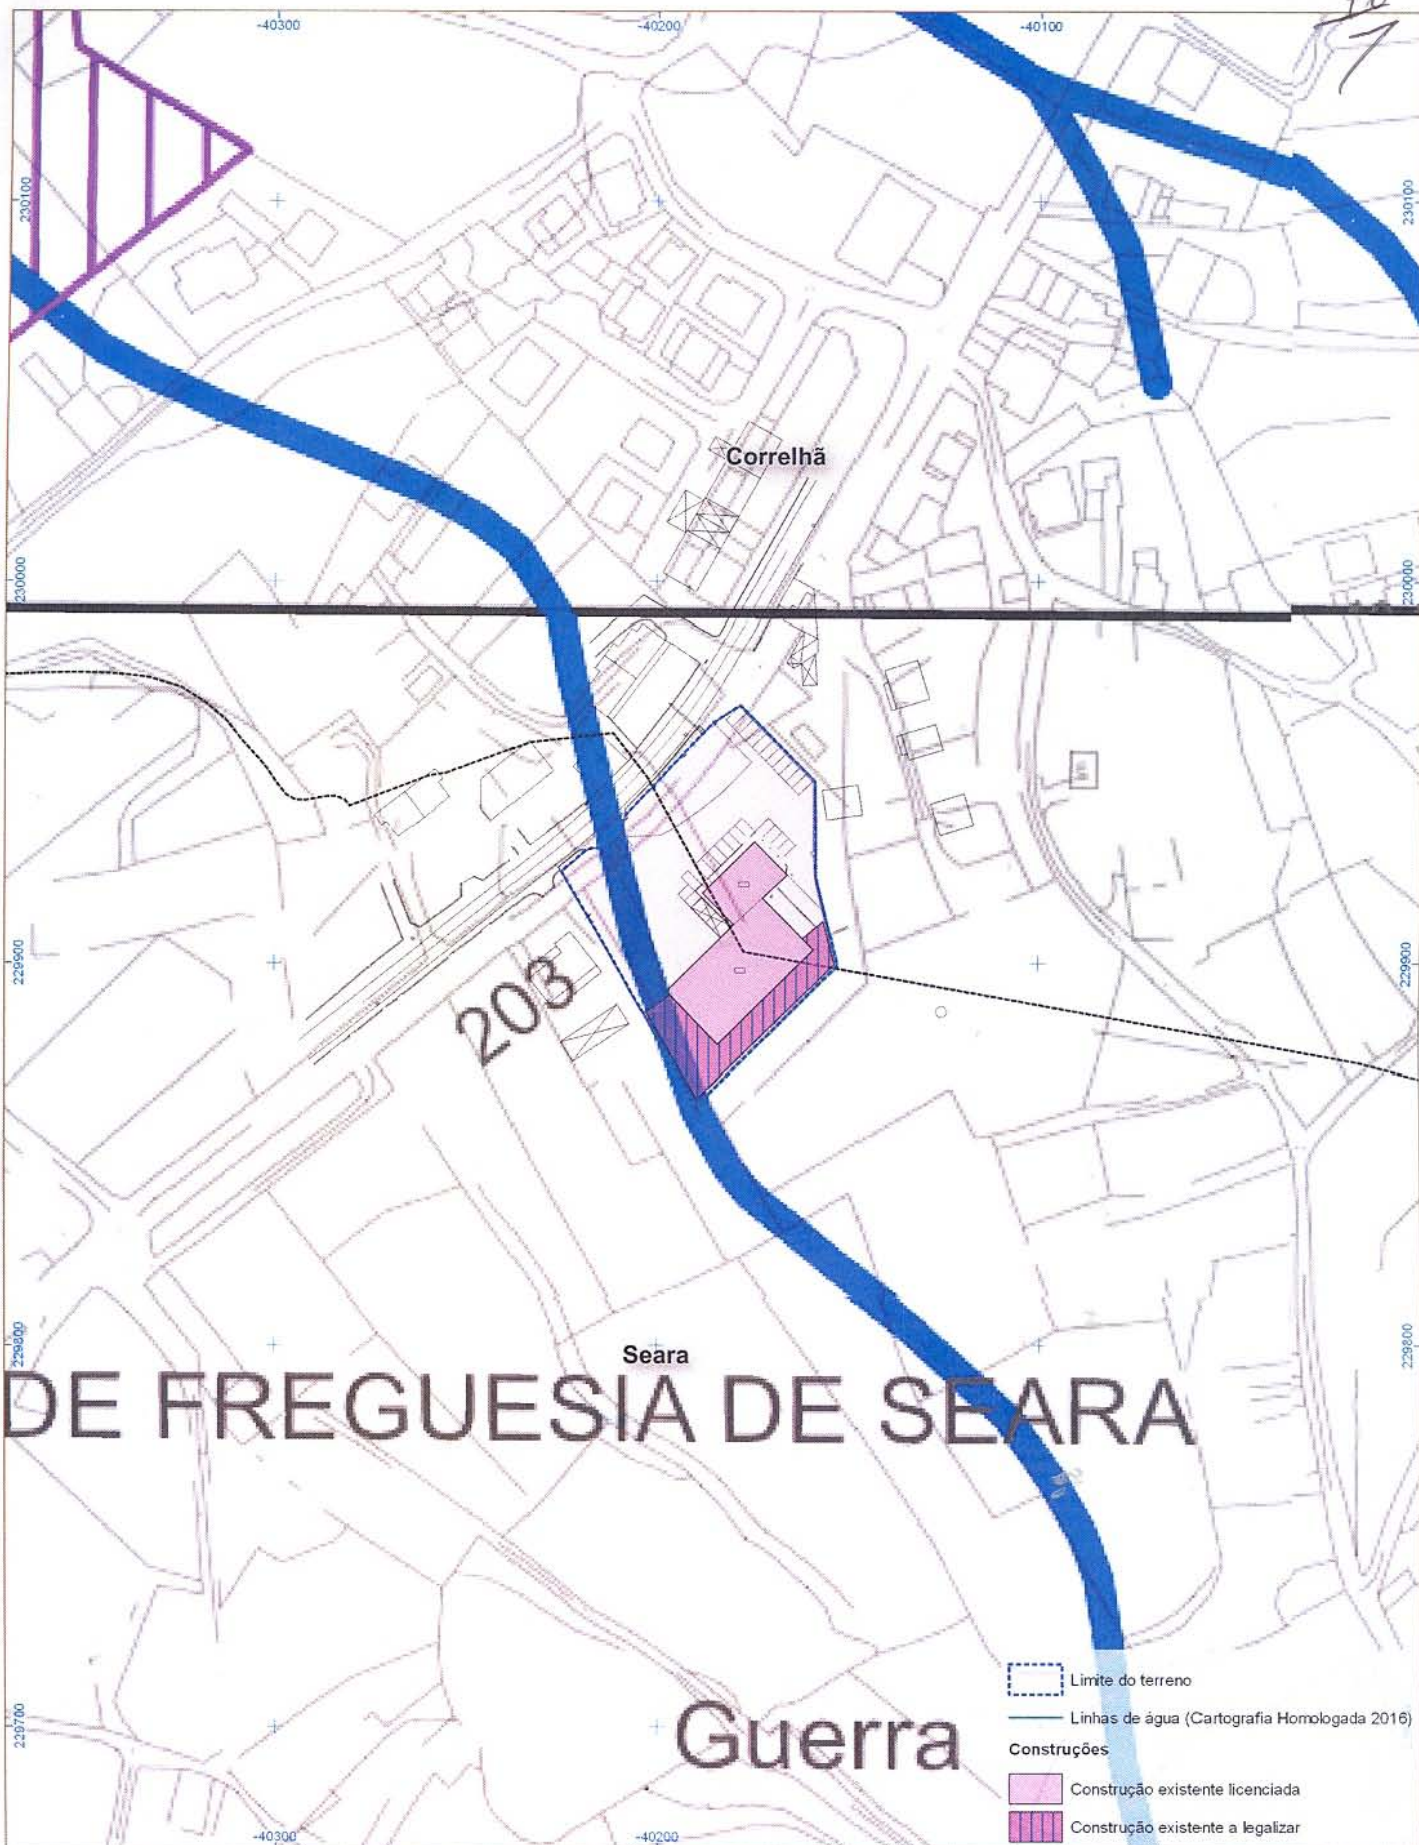 -40300
-40200
-40100
230100
230100
Correlhã
230000
230000
203
229900
229900
229800
229800
Seara
DE FREGUESIA DE SEARA
229700
Guerra
Limite do terreno
Linhas de água (Cartografia Homologada 2016)
Construções
Construção existente licenciada
Construção existente a legalizar
-40300
-40200